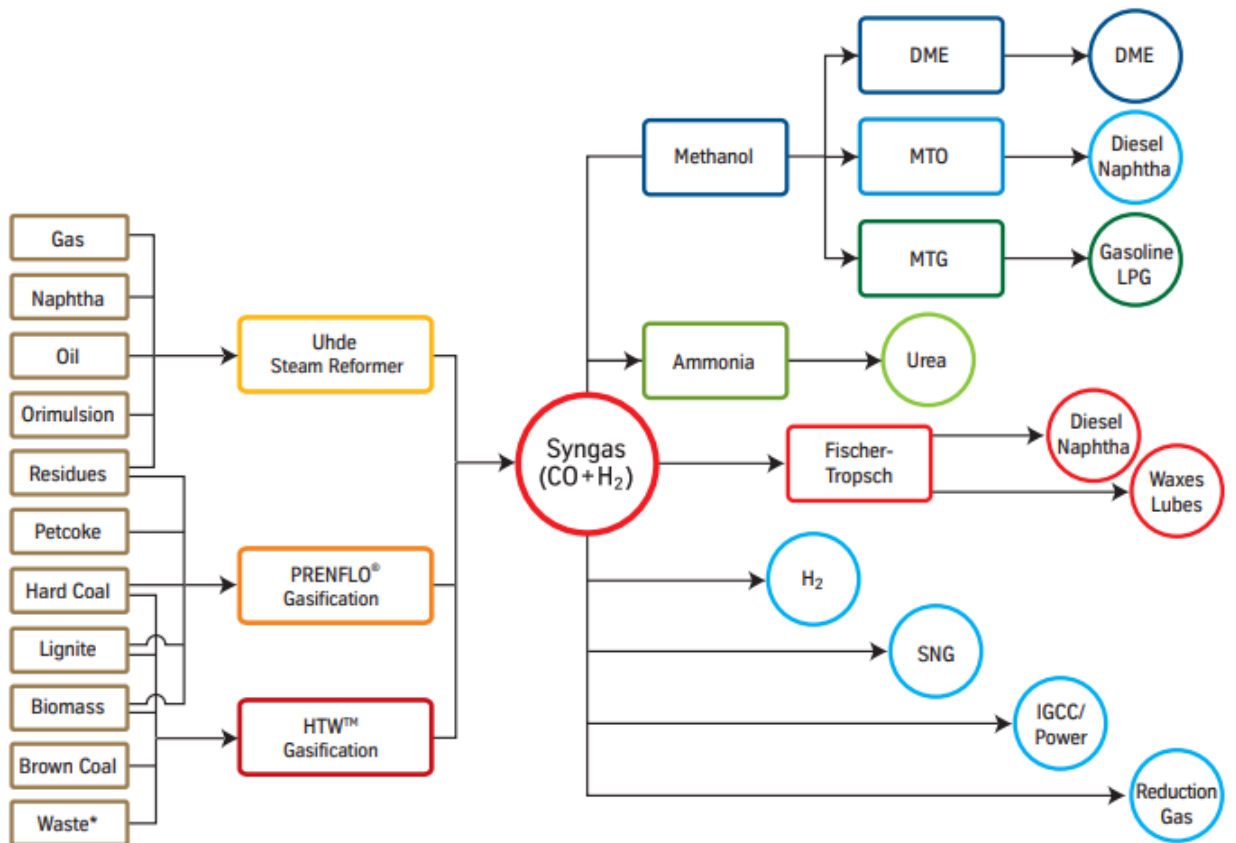 Gas
Naphtha
Oil
Orimulsion
Residues
Petcoke
Hard Coal
Lignite
Biomass
Brown Coal
Waste*
Uhde
Steam Reformer
PRENFLO®
Gasification
HTW™
Gasification
Syngas
(CO+H₂)
Methanol
DME
DME
MTO
Diesel
Naphtha
MTG
Gasoline
LPG
Ammonia
Urea
Fischer-
Tropsch
Diesel
Naphtha
Waxes
Lubes
H₂
SNG
IGCC/
Power
Reduction
Gas